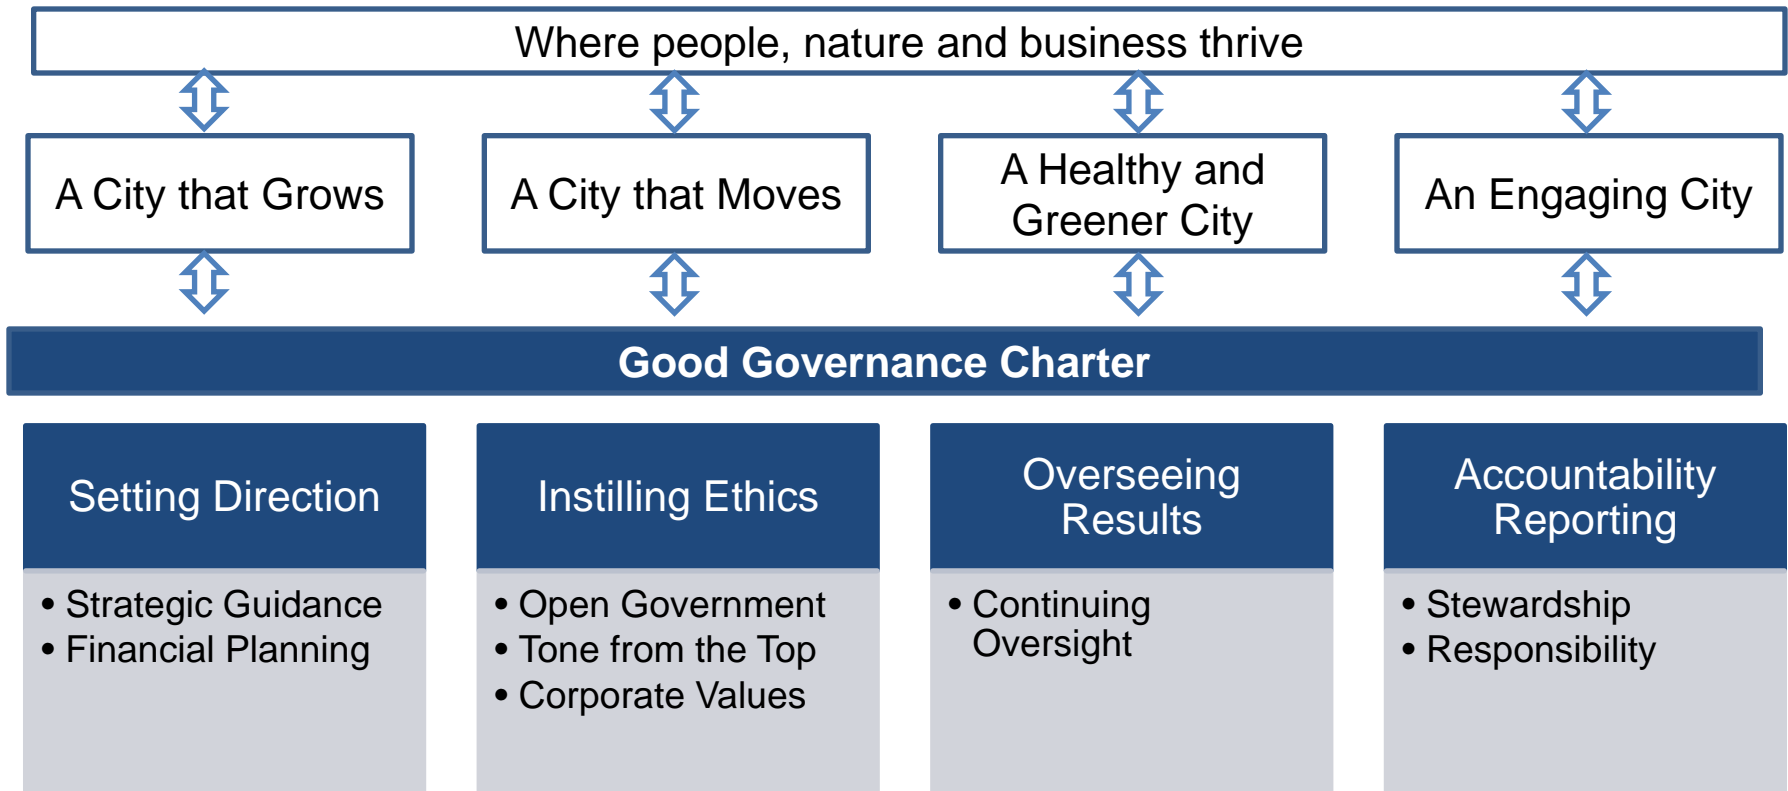 Where people, nature and business thrive
A City that Grows
A City that Moves
A Healthy and
Greener City
An Engaging City
Good Governance Charter
Setting Direction
• Strategic Guidance
• Financial Planning
Instilling Ethics
• Open Government
• Tone from the Top
• Corporate Values
Overseeing
Results
• Continuing
Oversight
Accountability
Reporting
• Stewardship
• Responsibility